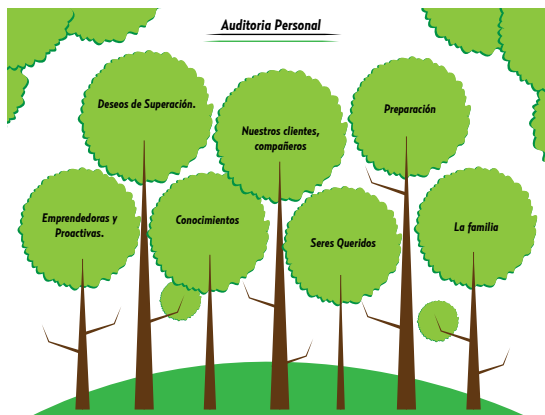 Auditoria Personal
Deseos de Superación.
Nuestros clientes,
compañeros
Preparación
Emprendedoras y
Proactivas.
Conocimientos
Seres Queridos
La familia